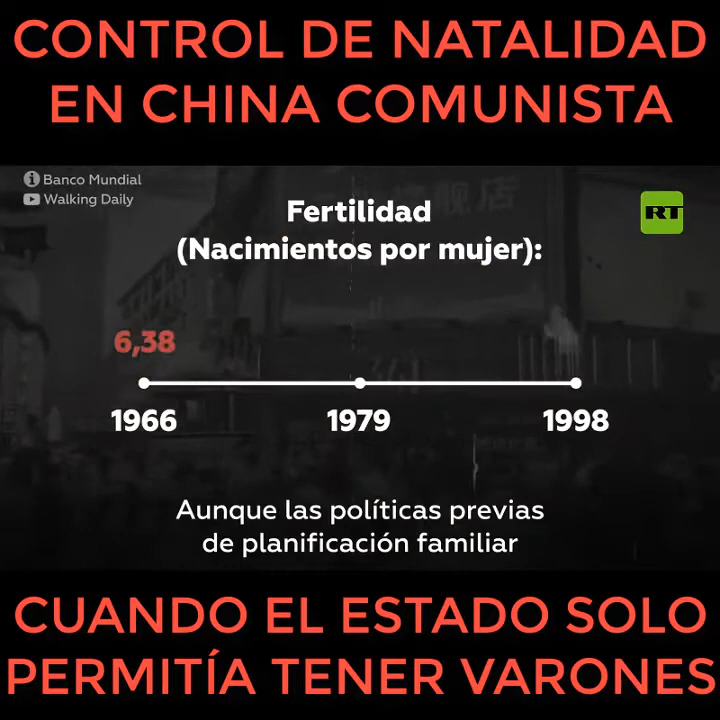 CONTROL DE NATALIDAD
EN CHINA COMUNISTA
Banco Mundial
Walking Daily
Fertilidad
(Nacimientos por mujer):
RT
6,38
1966 1979 1998
Aunque las políticas previas
de planificación familiar
CUANDO EL ESTADO SOLO
PERMITÍA TENER VARONES